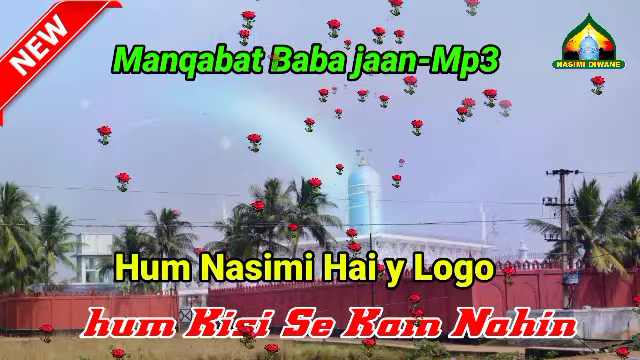 NEW
Manqabat Baba jaan-Mp3
NASIMI DIWANE
Hum Nasimi Hai y Logo
hum Kisi Se Kam Nahin